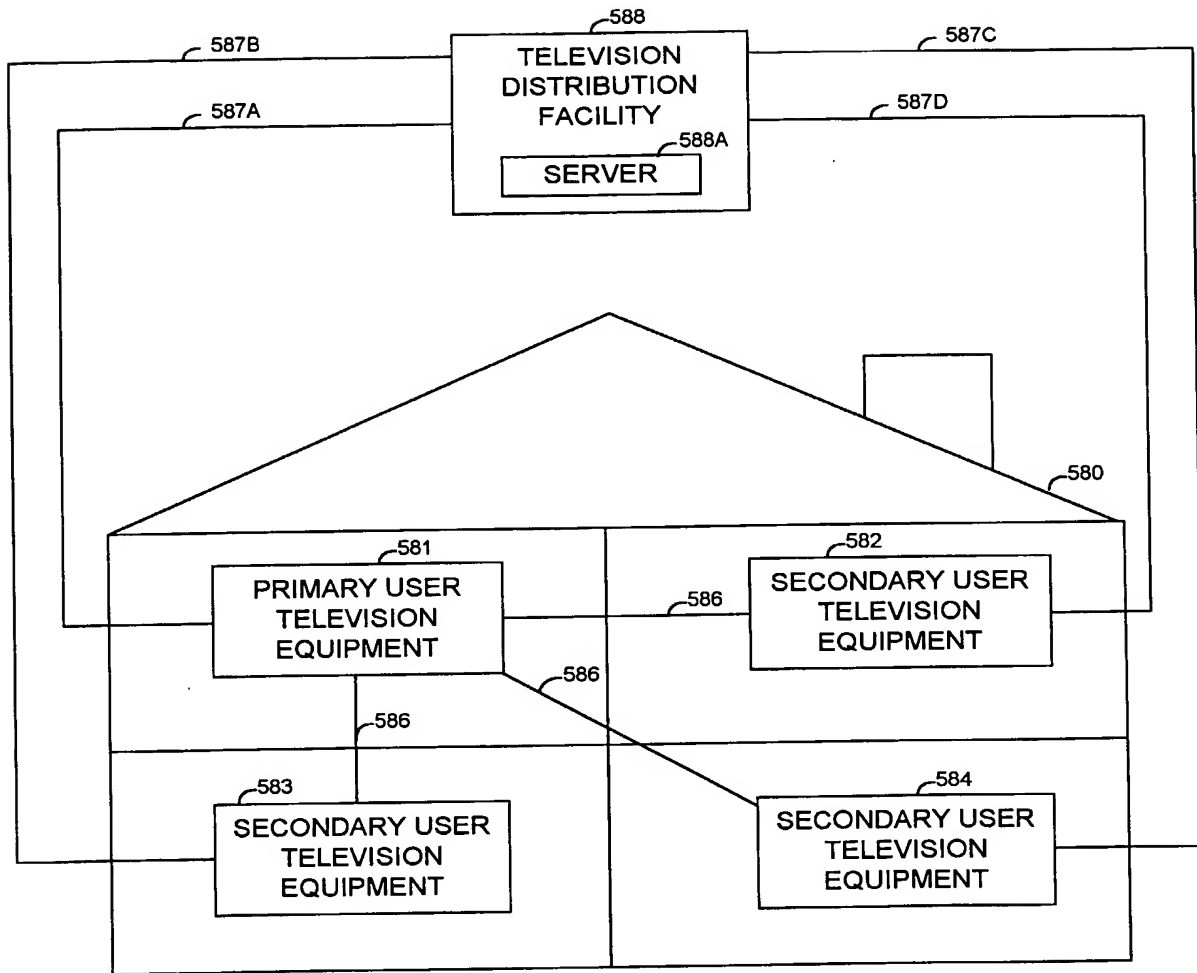 588
587B
587C
TELEVISION
DISTRIBUTION
FACILITY
587A
587D
588A
SERVER
580
581
582
PRIMARY USER
TELEVISION
EQUIPMENT
SECONDARY USER
TELEVISION
EQUIPMENT
586
586
586
583
584
SECONDARY USER
TELEVISION
EQUIPMENT
SECONDARY USER
TELEVISION
EQUIPMENT